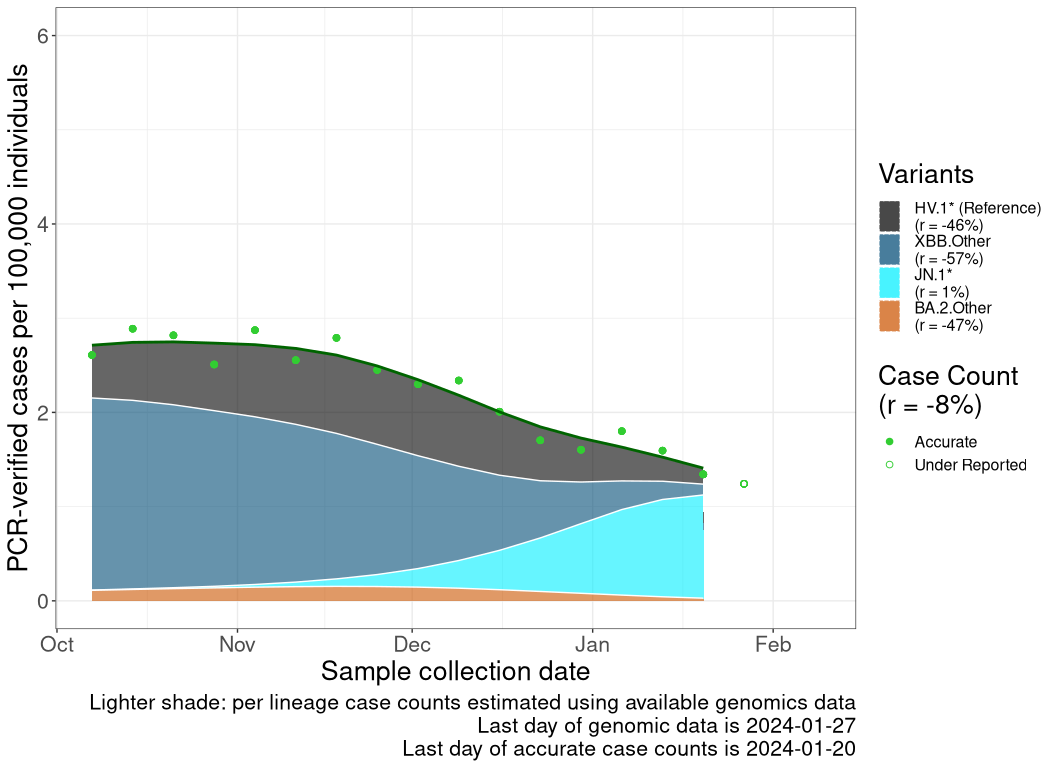 PCR-verified cases per 100,000 individuals
6
4
2
0
Oct
Nov
Dec
Jan
Feb
Sample collection date
Lighter shade: per lineage case counts estimated using available genomics data
Last day of genomic data is 2024-01-27
Last day of accurate case counts is 2024-01-20
Variants
HV.1* (Reference)
(r = -46%)
XBB.Other
(r = -57%)
JN.1*
(r = 1%)
BA.2.Other
(r = -47%)
Case Count
(r = -8%)
Accurate
Under Reported